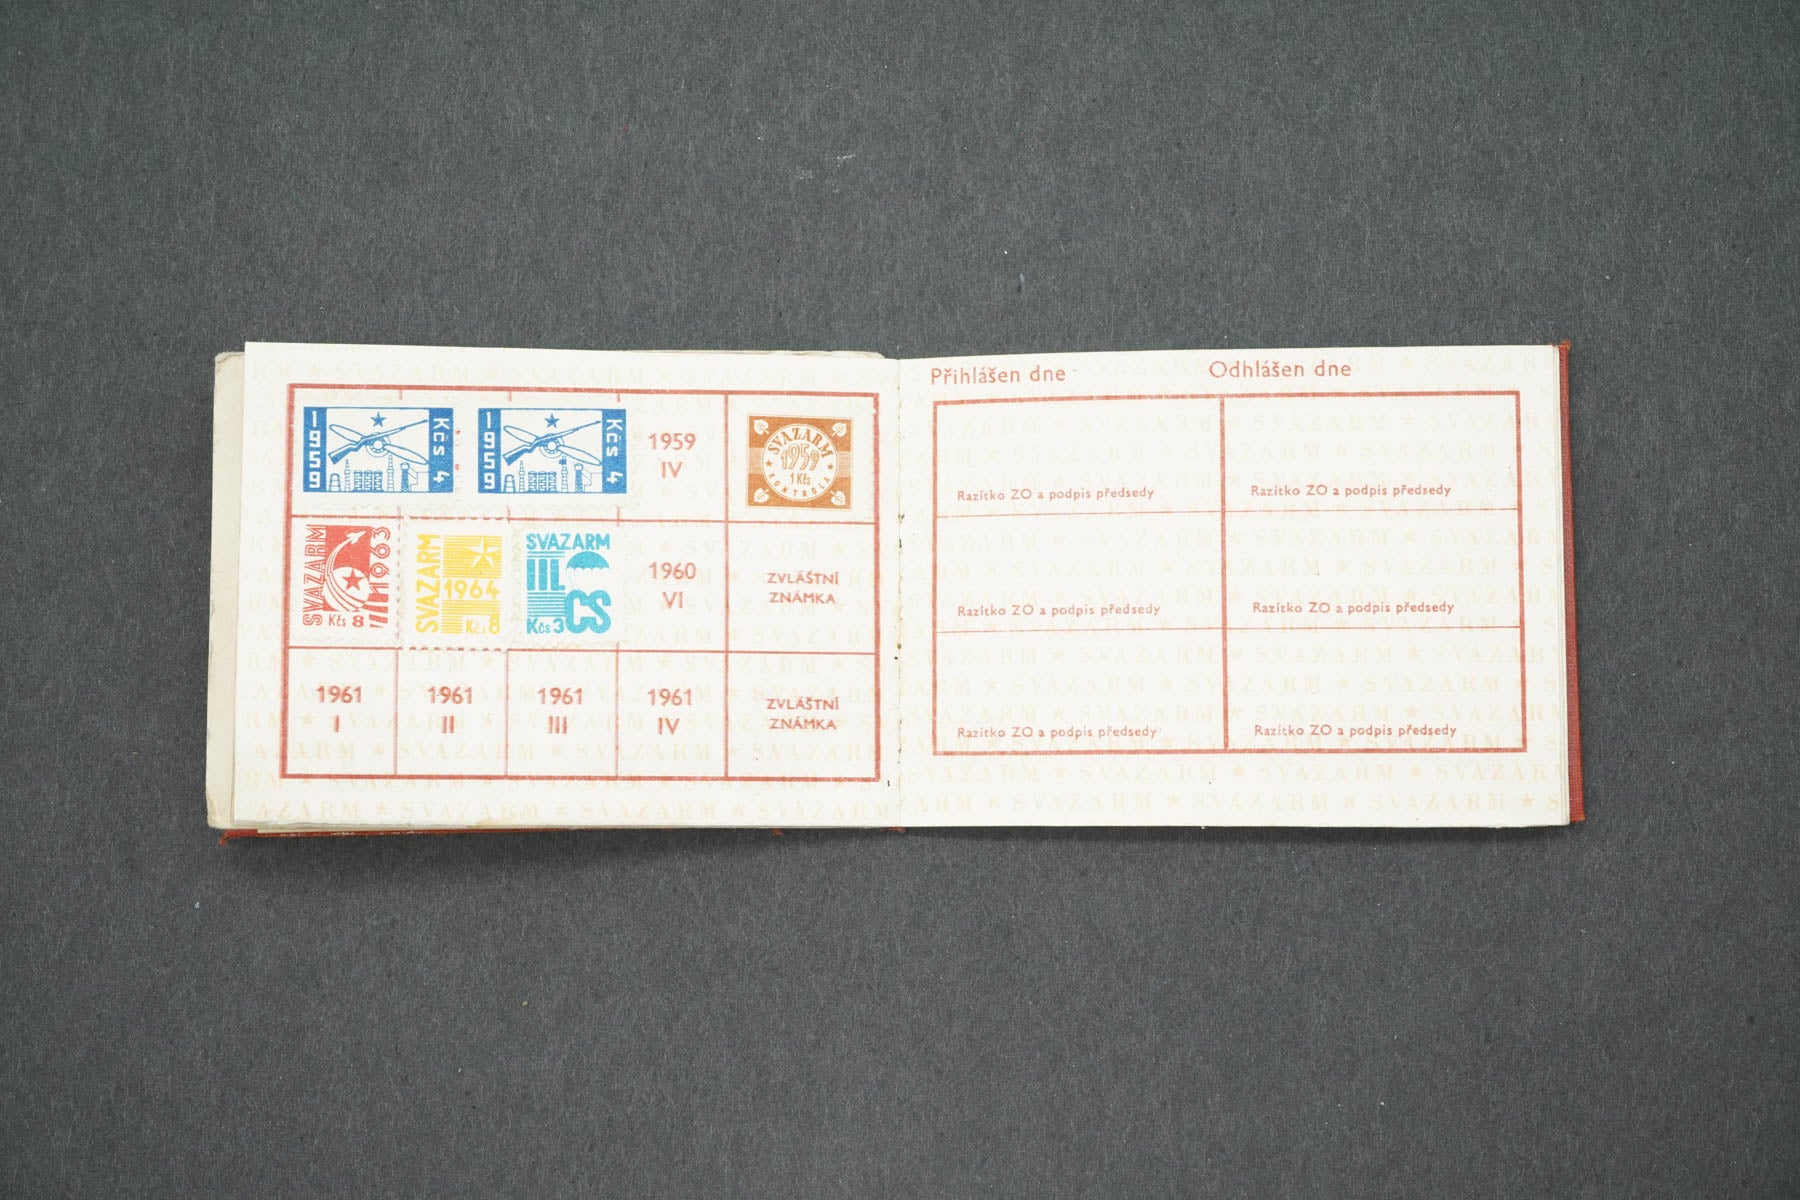 1959
Kčs 4
1959
Kčs 4
1959
IV
SVAZARM
1959
1 Kčs
KONTROLA
SVAZARM
1963
Kčs 8
SVAZARM
1964
Kčs 8
SVAZARM
III.
CS
Kčs 3
1960
VI
ZVLÁŠTNÍ
ZNÁMKA
1961
I
1961
II
1961
III
1961
IV
ZVLÁŠTNÍ
ZNÁMKA
Přihlášen dne
Odhlášen dne
Razítko ZO a podpis předsedy
Razítko ZO a podpis předsedy
Razítko ZO a podpis předsedy
Razítko ZO a podpis předsedy
Razítko ZO a podpis předsedy
Razítko ZO a podpis předsedy